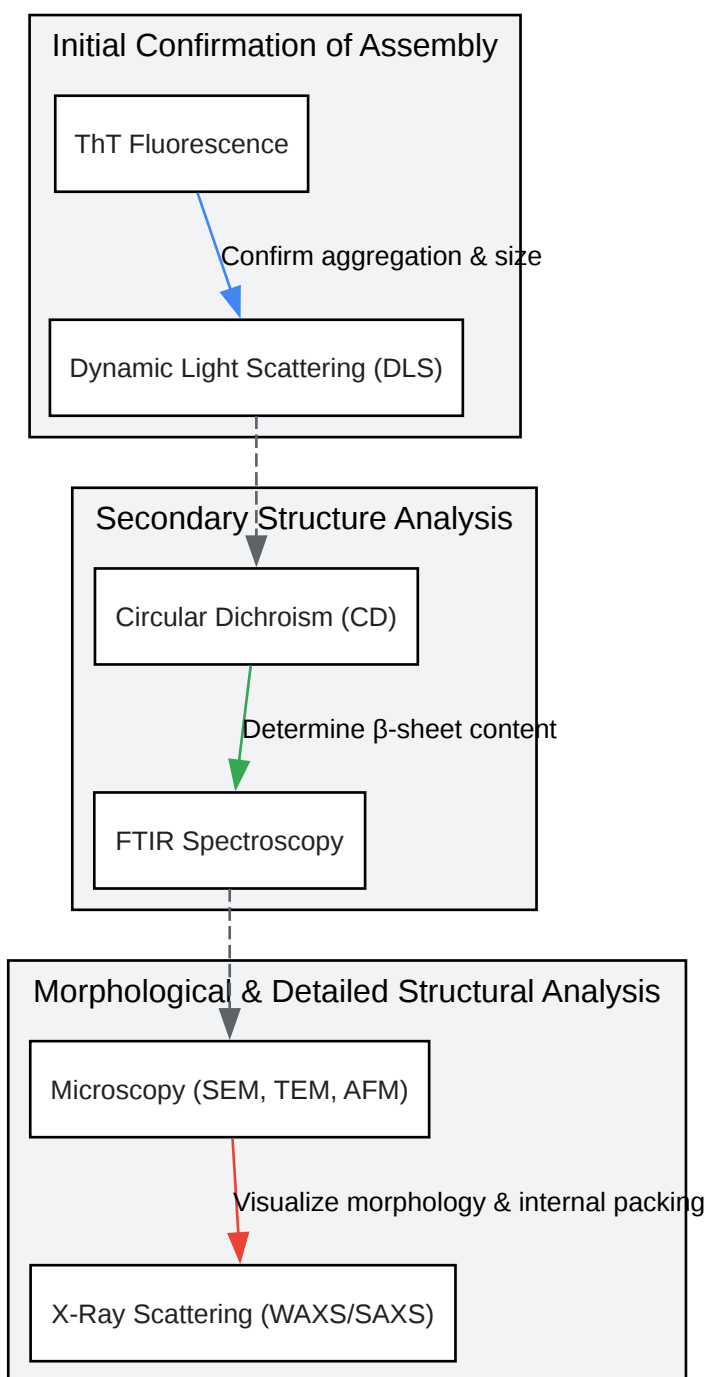 Initial Confirmation of Assembly
ThT Fluorescence
Confirm aggregation & size
Dynamic Light Scattering (DLS)
Secondary Structure Analysis
Circular Dichroism (CD)
Determine β-sheet content
FTIR Spectroscopy
Morphological & Detailed Structural Analysis
Microscopy (SEM, TEM, AFM)
Visualize morphology & internal packing
X-Ray Scattering (WAXS/SAXS)